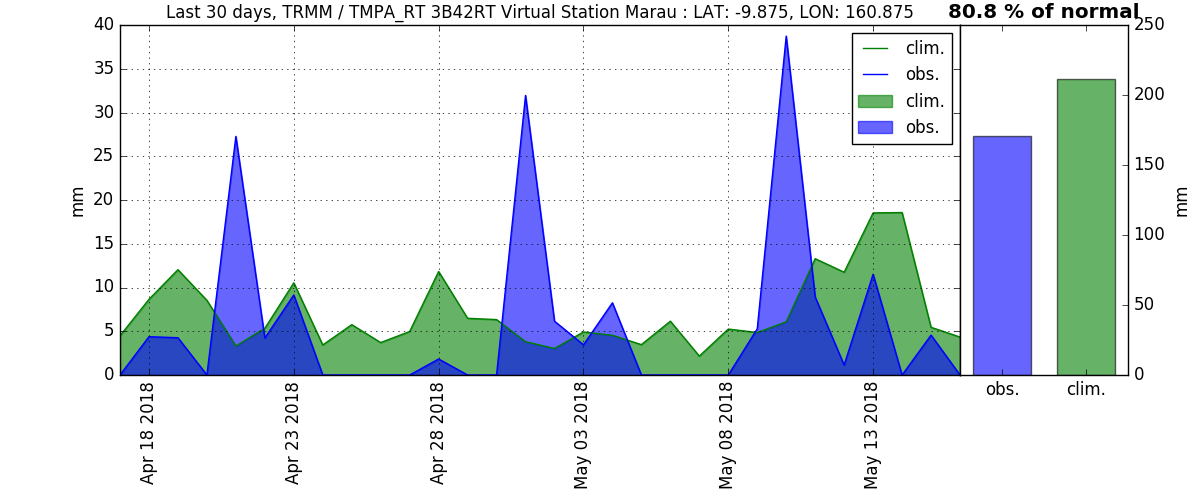 Last 30 days, TRMM / TMPA_RT 3B42RT Virtual Station Marau : LAT: -9.875, LON: 160.875
80.8 % of normal
40
35
30
25
20
15
10
5
0
mm
clim.
obs.
clim.
obs.
Apr 18 2018
Apr 23 2018
Apr 28 2018
May 03 2018
May 08 2018
May 13 2018
250
200
150
100
50
0
mm
obs.
clim.